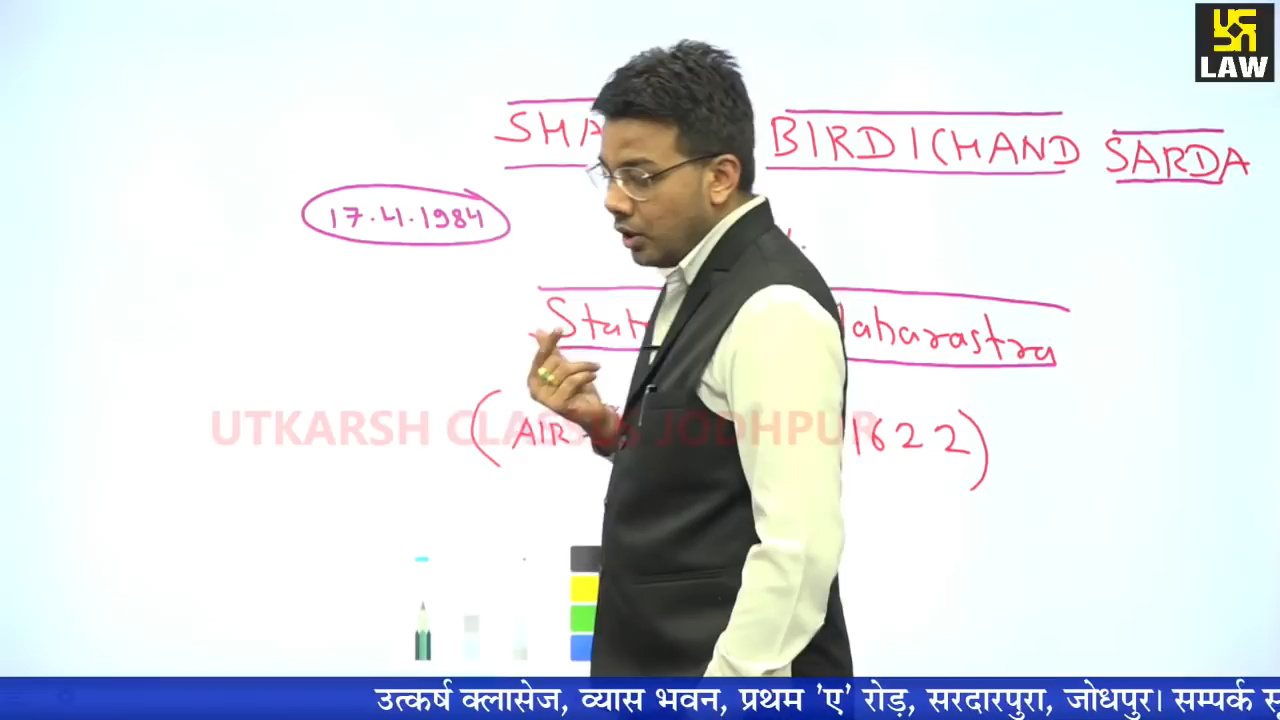 LAW
SHA BIRDICHAND SARDA
17.4.1984
Stat aharastra
(AIR 1622)
UTKARSH CLASSES JODHPUR
उत्कर्ष क्लासेज, व्यास भवन, प्रथम 'ए' रोड़, सरदारपुरा, जोधपुर। सम्पर्क सू